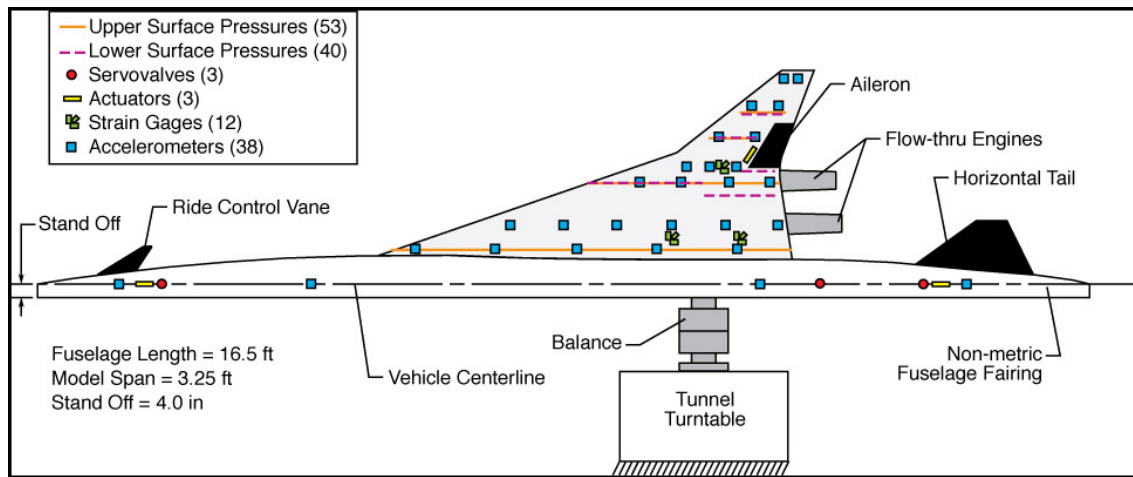 Upper Surface Pressures (53)
Lower Surface Pressures (40)
Servovalves (3)
Actuators (3)
Strain Gages (12)
Accelerometers (38)
Aileron
Flow-thru Engines
Horizontal Tail
Ride Control Vane
Stand Off
Balance
Non-metric
Fuselage Fairing
Vehicle Centerline
Fuselage Length = 16.5 ft
Model Span = 3.25 ft
Stand Off = 4.0 in
Tunnel
Turntable